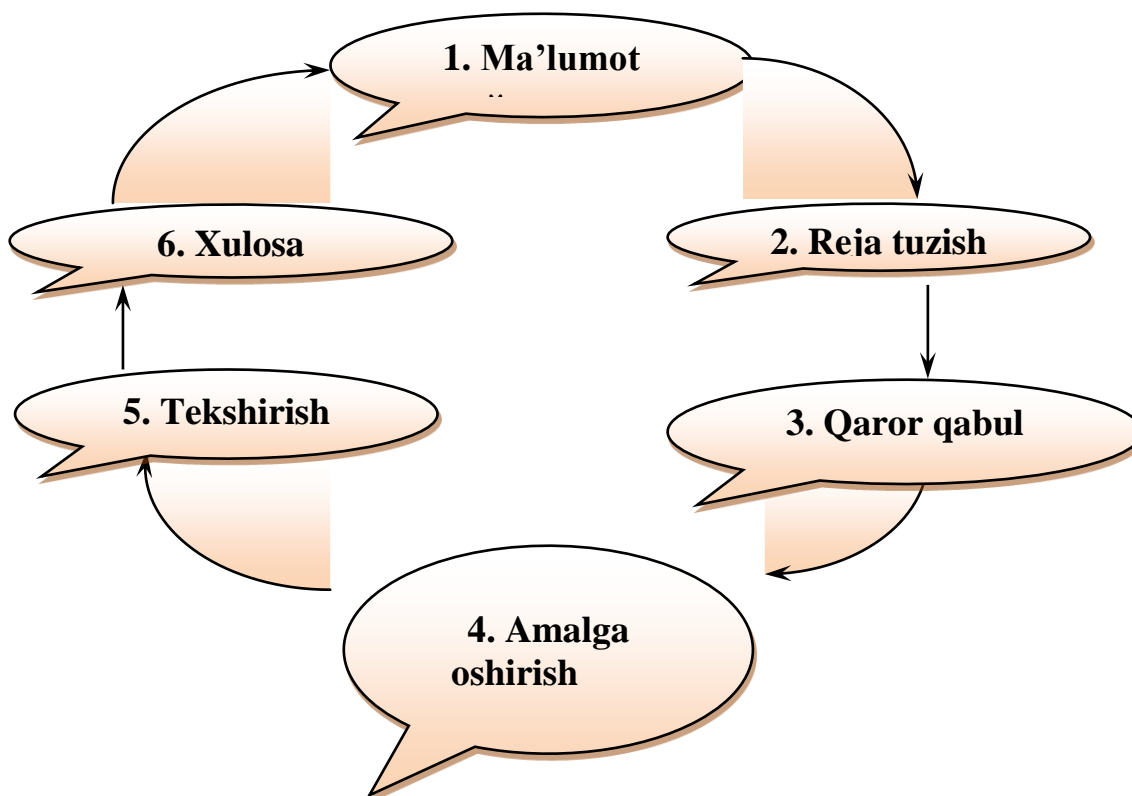 1. Ma’lumot
2. Reja tuzish
3. Qaror qabul
4. Amalga
oshirish
5. Tekshirish
6. Xulosa